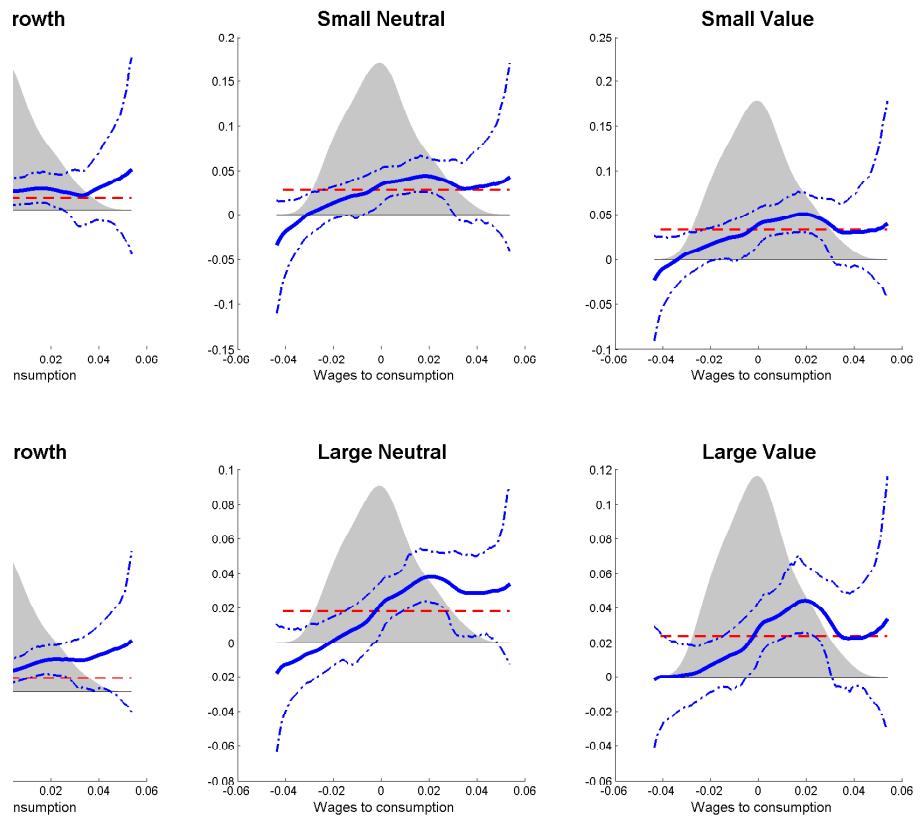 rowth
Small Neutral
Small Value
0.2
0.15
0.1
0.05
0
-0.05
-0.1
-0.15
0.25
0.2
0.15
0.1
0.05
0
-0.05
-0.1
0.02 0.04 0.06
-0.06 -0.04 -0.02 0 0.02 0.04 0.06
-0.06 -0.04 -0.02 0 0.02 0.04 0.06
nsumption
Wages to consumption
Wages to consumption
rowth
Large Neutral
Large Value
0.1
0.08
0.06
0.04
0.02
0
-0.02
-0.04
-0.06
-0.08
0.12
0.1
0.08
0.06
0.04
0.02
0
-0.02
-0.04
-0.06
0.02 0.04 0.06
-0.06 -0.04 -0.02 0 0.02 0.04 0.06
-0.06 -0.04 -0.02 0 0.02 0.04 0.06
nsumption
Wages to consumption
Wages to consumption